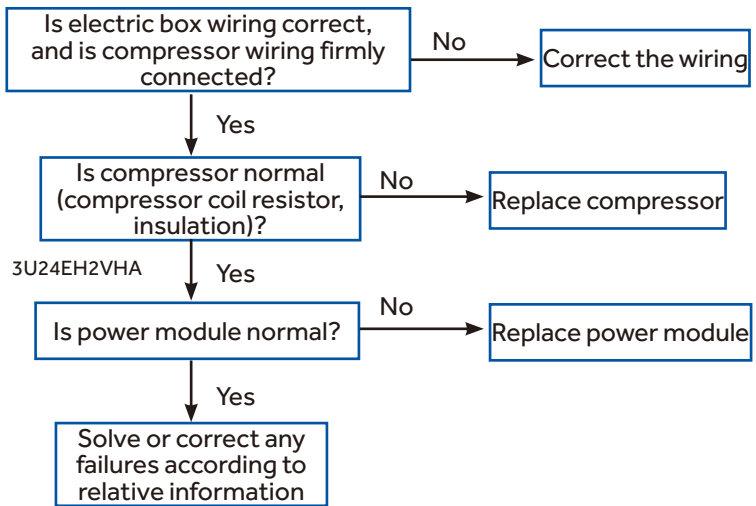 Is electric box wiring correct,
and is compressor wiring firmly
connected?
No
Correct the wiring
Yes
Is compressor normal
(compressor coil resistor,
insulation)?
No
Replace compressor
3U24EH2VHA
Yes
Is power module normal?
No
Replace power module
Yes
Solve or correct any
failures according to
relative information